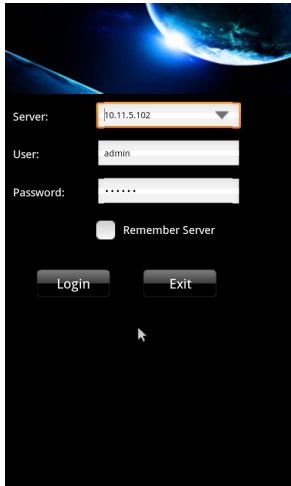 Server: 10.11.5.102
User: admin
Password: ······
Remember Server
Login Exit